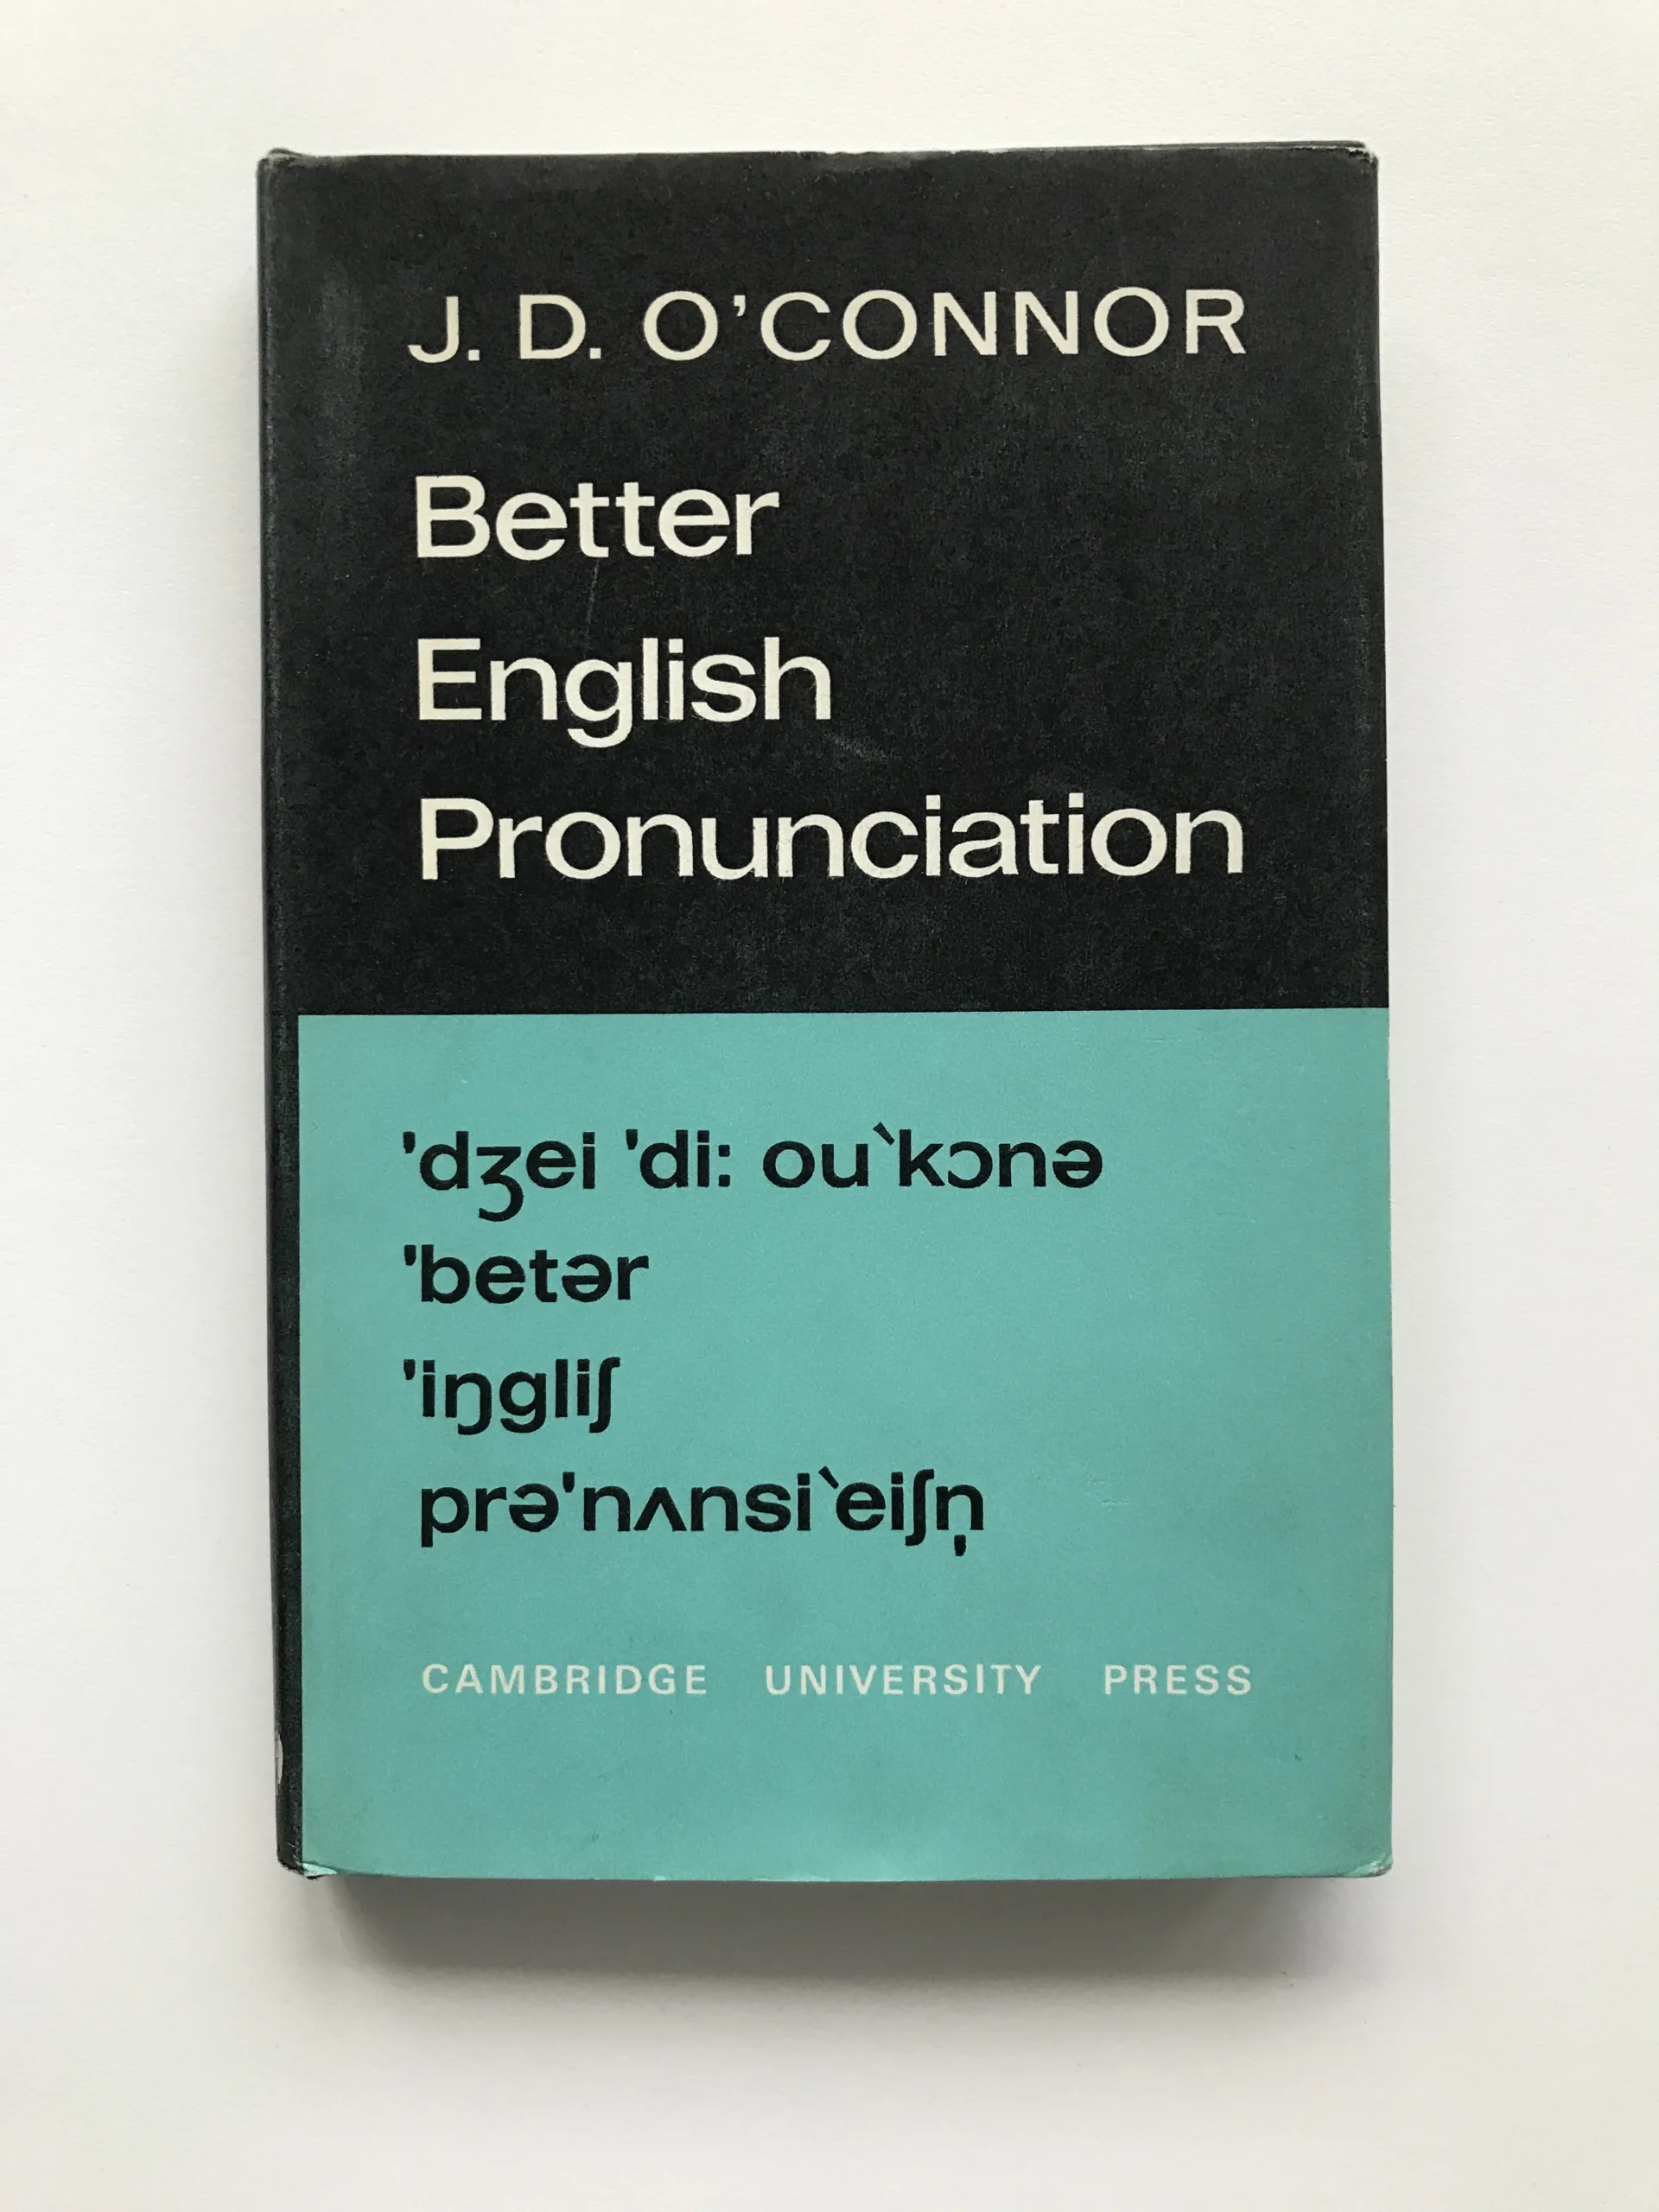 J. D. O’CONNOR
Better
English
Pronunciation
'dʒei 'di: ou`kɔnə
'betər
'iŋgliʃ
prə'nʌnsi`eiʃn̩
CAMBRIDGE UNIVERSITY PRESS